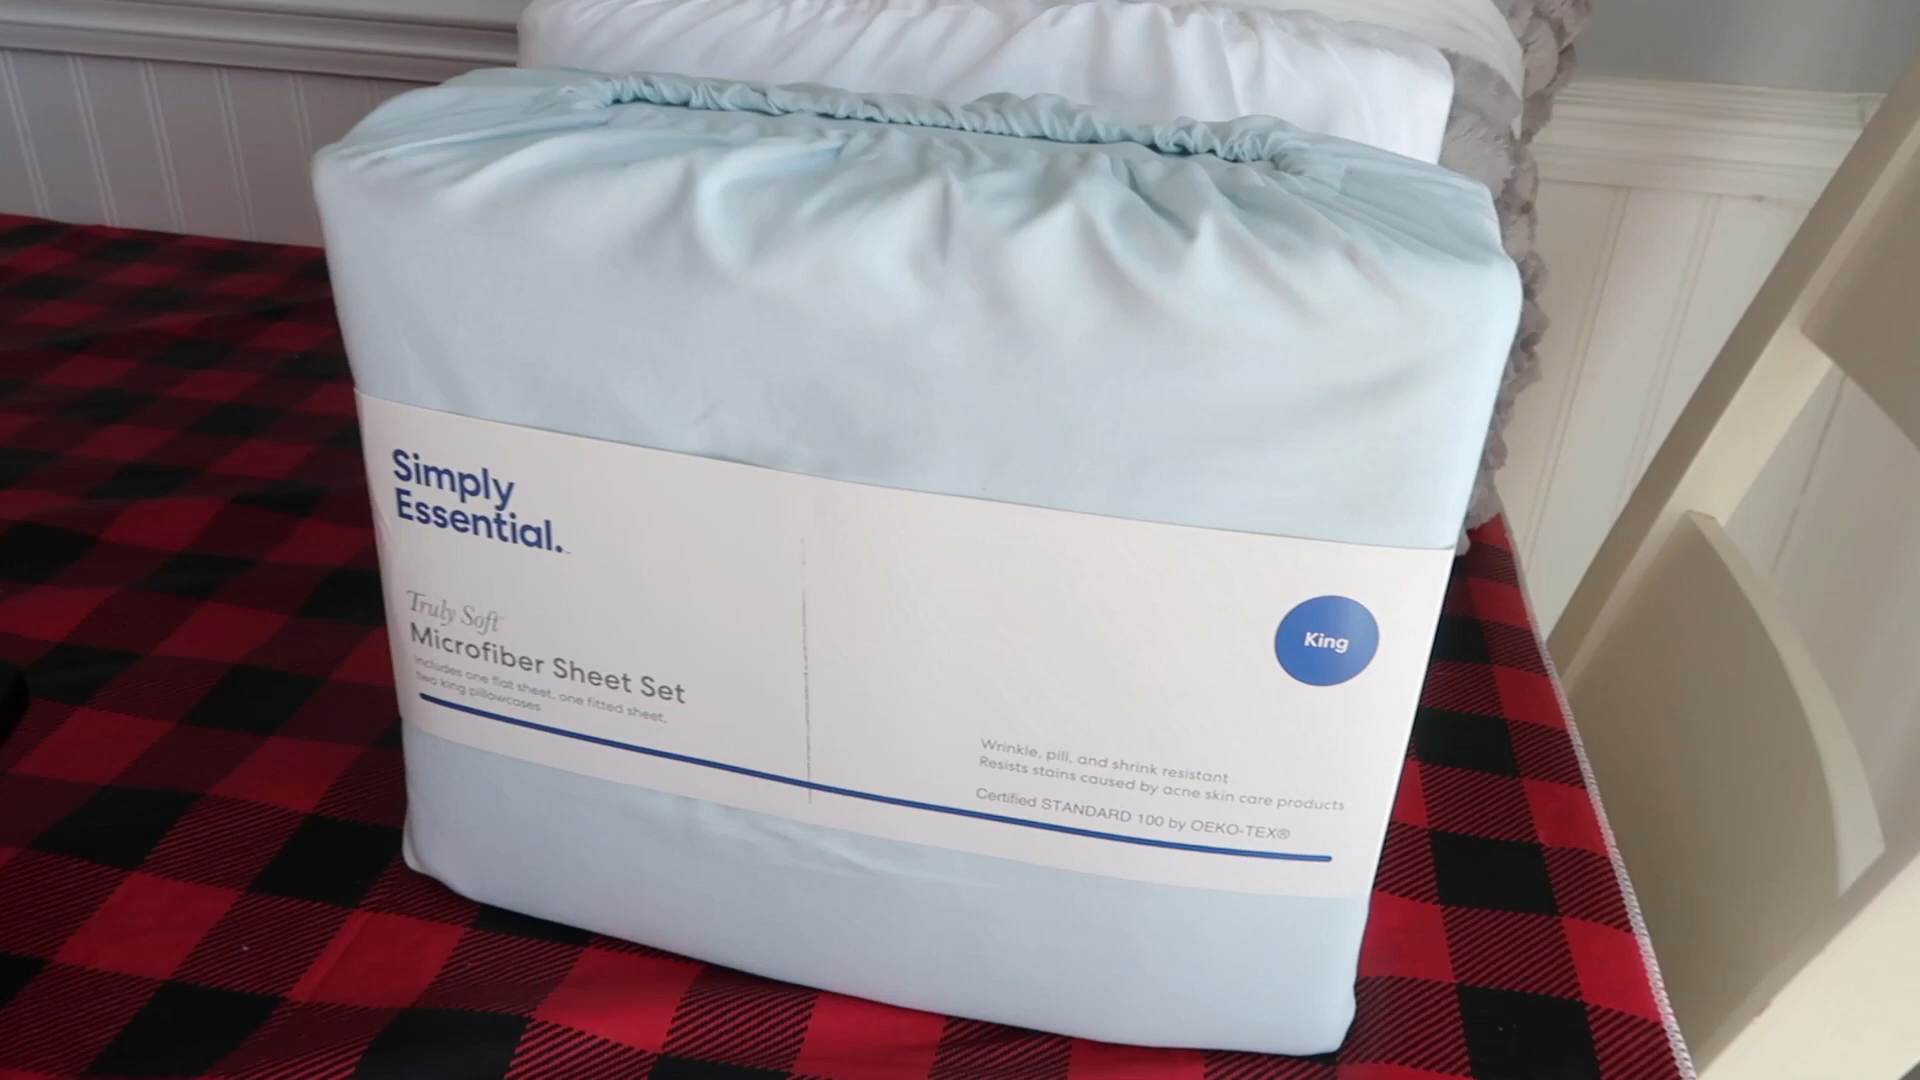 Simply
Essential.
Truly Soft
Microfiber Sheet Set
Includes one flat sheet, one fitted sheet,
two king pillowcases
King
Wrinkle, pill, and shrink resistant
Resists stains caused by acne skin care products
Certified STANDARD 100 by OEKO-TEX®